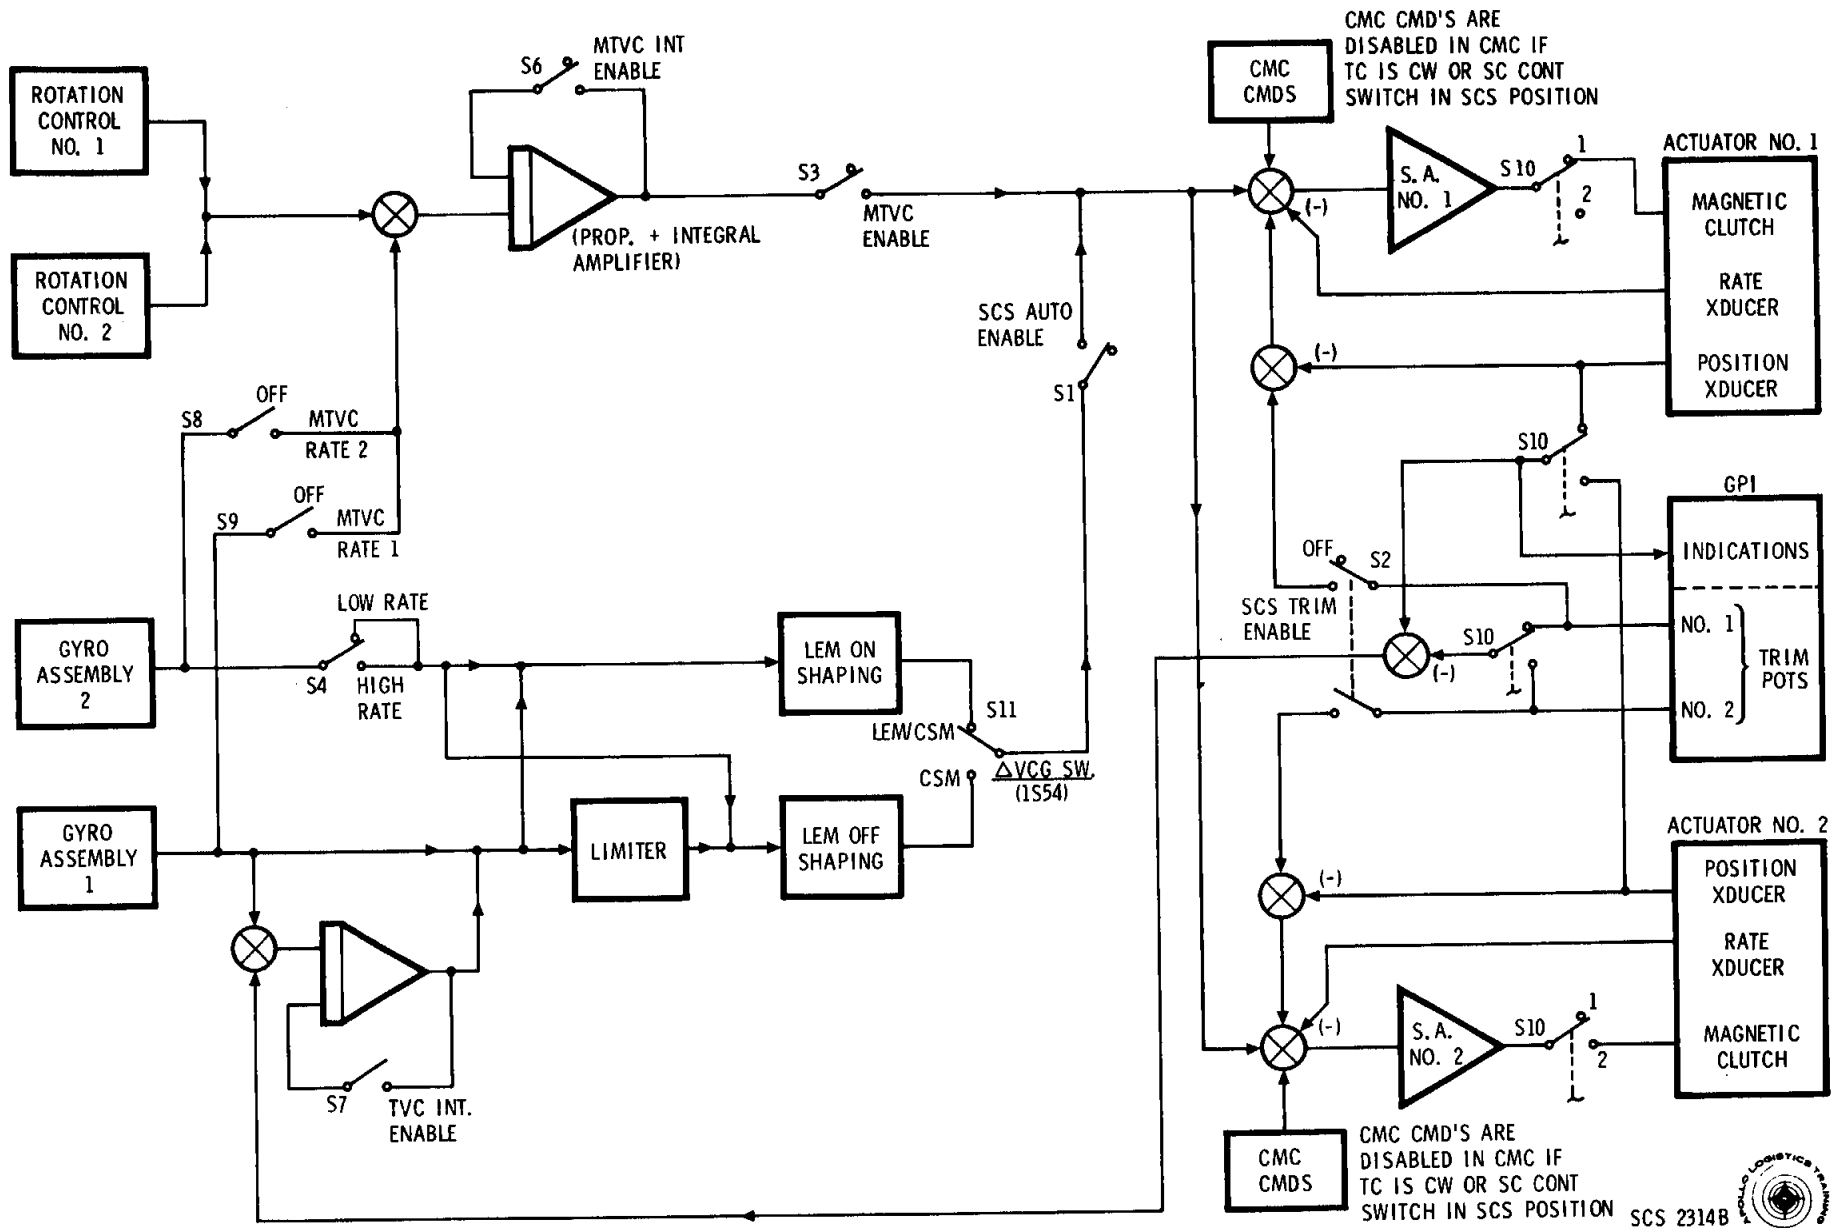 CMC CMD'S ARE
DISABLED IN CMC IF
TC IS CW OR SC CONT
SWITCH IN SCS POSITION
CMC
CMDS
S6
MTVC INT
ENABLE
ROTATION
CONTROL
NO. 1
ROTATION
CONTROL
NO. 2
(PROP. + INTEGRAL
AMPLIFIER)
S3
MTVC
ENABLE
(-)
S. A.
NO. 1
S10
1
2
ACTUATOR NO. 1
MAGNETIC
CLUTCH
RATE
XDUCER
POSITION
XDUCER
(-)
SCS AUTO
ENABLE
S1
S8
OFF
MTVC
RATE 2
S9
OFF
MTVC
RATE 1
S10
GPI
INDICATIONS
NO. 1
NO. 2
TRIM
POTS
OFF
S2
SCS TRIM
ENABLE
S10
(-)
GYRO
ASSEMBLY
2
LOW RATE
S4
HIGH
RATE
LEM ON
SHAPING
S11
LEM/CSM
CSM
△VCG SW.
(1S54)
GYRO
ASSEMBLY
1
LIMITER
LEM OFF
SHAPING
S7
TVC INT.
ENABLE
ACTUATOR NO. 2
POSITION
XDUCER
RATE
XDUCER
MAGNETIC
CLUTCH
(-)
(-)
S. A.
NO. 2
S10
1
2
CMC
CMDS
CMC CMD'S ARE
DISABLED IN CMC IF
TC IS CW OR SC CONT
SWITCH IN SCS POSITION
SCS 2314B
APOLLO LOGISTICS TRAINING